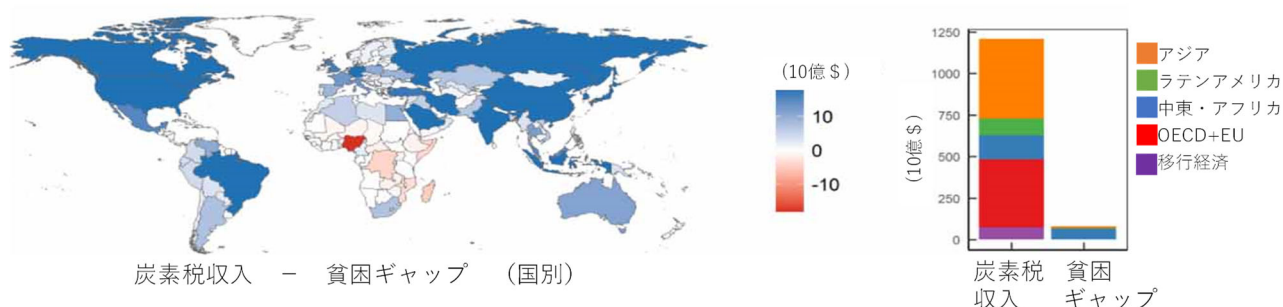 (10億＄)
10
0
-10
炭素税収入　－　貧困ギャップ　（国別）
(10億＄)
1250
1000
750
500
250
0
炭素税
収入
貧困
ギャップ
アジア
ラテンアメリカ
中東・アフリカ
OECD+EU
移行経済